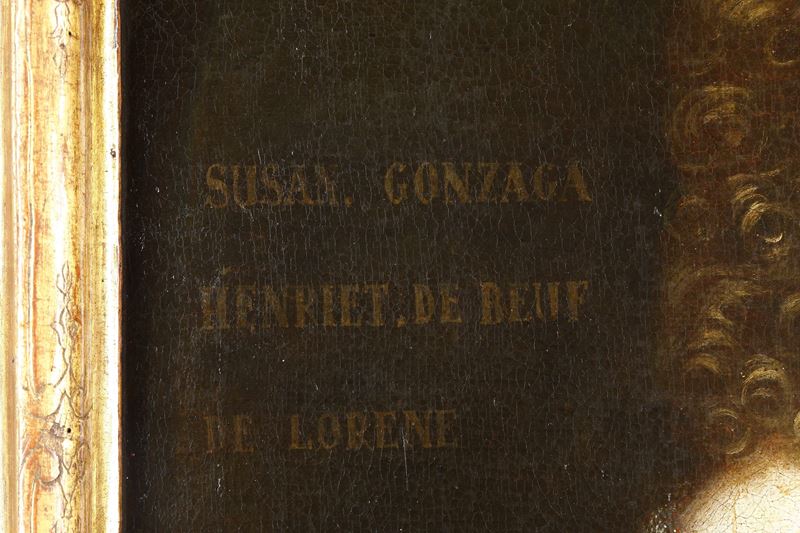 SUSAN. GONZAGA
HENRIET. DE BEUF
DE LORENE